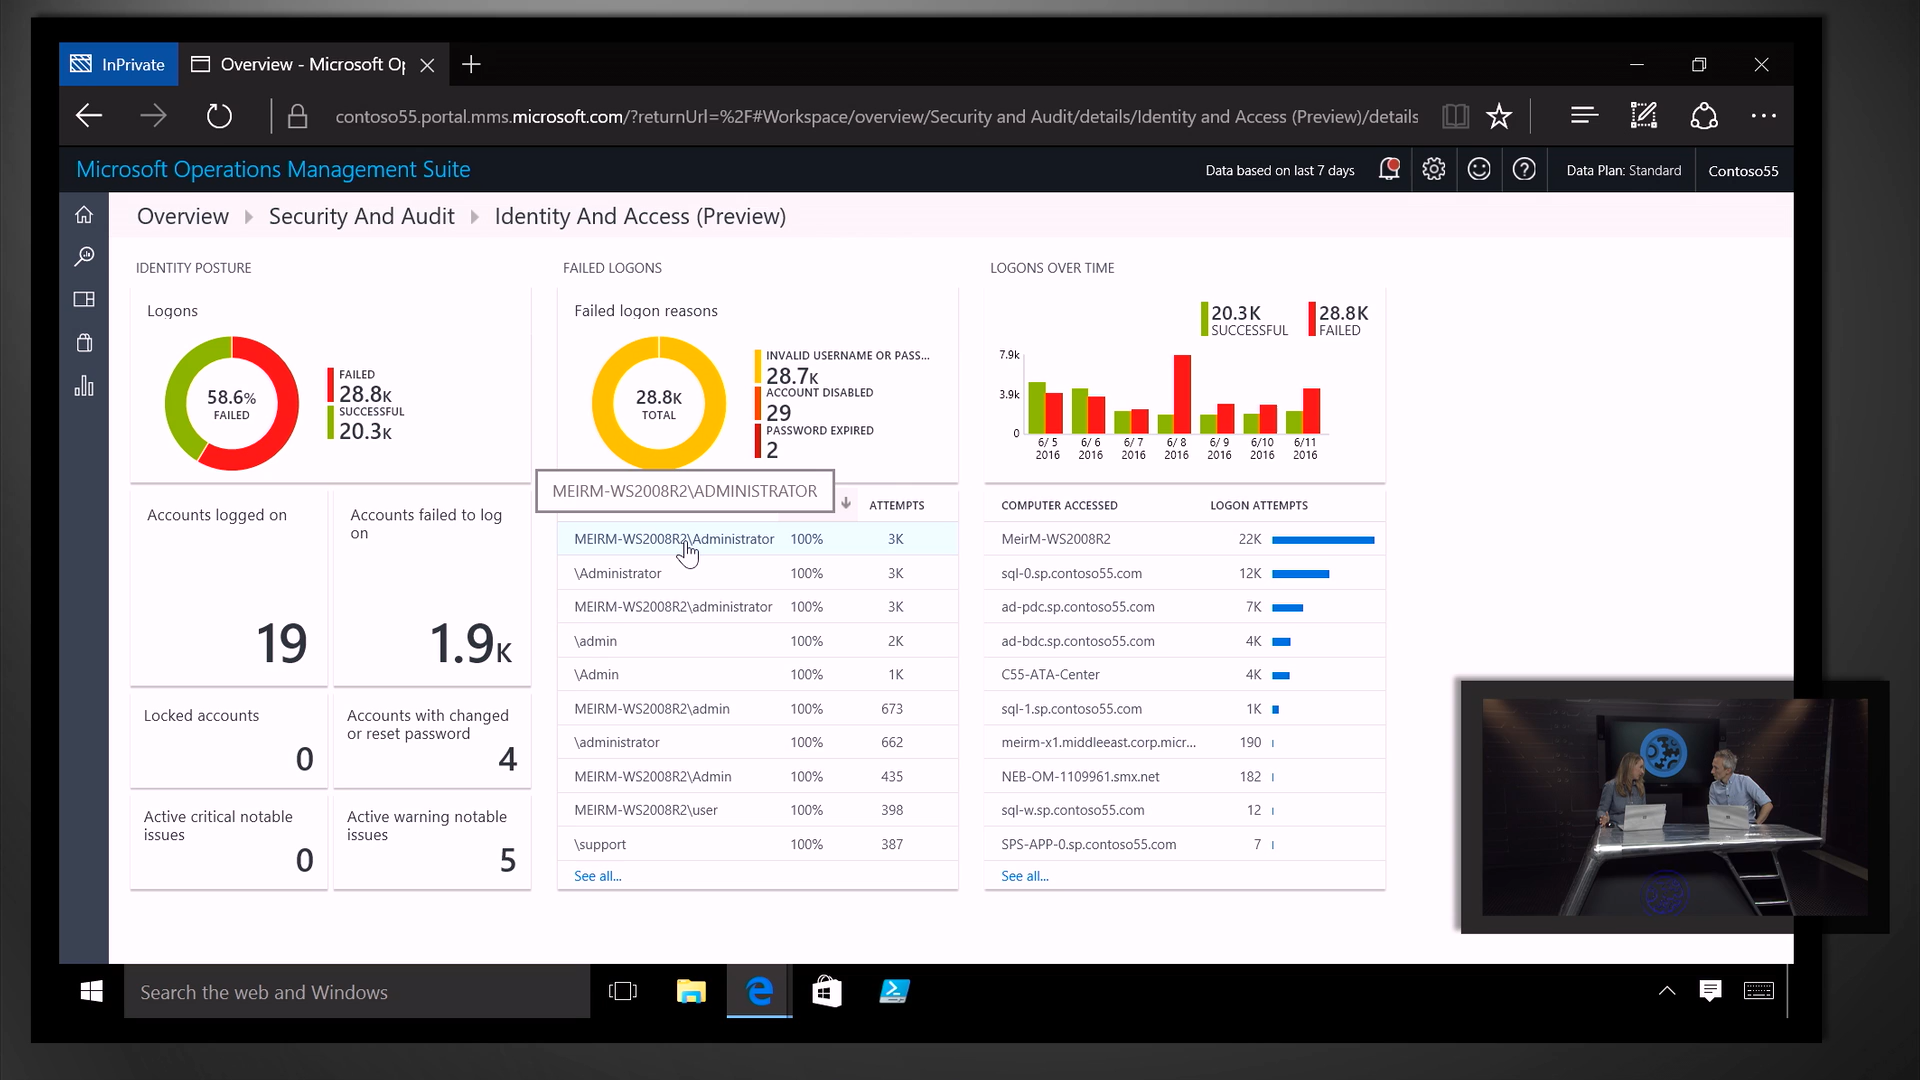 InPrivate
Overview - Microsoft Op
contoso55.portal.mms.microsoft.com/?returnUrl=%2F#Workspace/overview/Security and Audit/details/Identity and Access (Preview)/details
Microsoft Operations Management Suite
Data based on last 7 days
Data Plan: Standard
Contoso55
Overview
Security And Audit
Identity And Access (Preview)
IDENTITY POSTURE
Logons
58.6%
FAILED
FAILED
28.8K
SUCCESSFUL
20.3K
Accounts logged on
19
Accounts failed to log
on
1.9K
Locked accounts
0
Accounts with changed
or reset password
4
Active critical notable
issues
0
Active warning notable
issues
5
FAILED LOGONS
Failed logon reasons
28.8K
TOTAL
INVALID USERNAME OR PASS...
28.7K
ACCOUNT DISABLED
29
PASSWORD EXPIRED
2
MEIRM-WS2008R2\ADMINISTRATOR
ATTEMPTS
MEIRM-WS2008R2\Administrator 100% 3K
\Administrator 100% 3K
MEIRM-WS2008R2\administrator 100% 3K
\admin 100% 2K
\Admin 100% 1K
MEIRM-WS2008R2\admin 100% 673
\administrator 100% 662
MEIRM-WS2008R2\Admin 100% 435
MEIRM-WS2008R2\user 100% 398
\support 100% 387
See all...
LOGONS OVER TIME
20.3K
SUCCESSFUL
28.8K
FAILED
7.9k
3.9k
0
6/ 5 6/ 6 6/ 7 6/ 8 6/ 9 6/10 6/11
2016 2016 2016 2016 2016 2016 2016
COMPUTER ACCESSED LOGON ATTEMPTS
MeirM-WS2008R2 22K
sql-0.sp.contoso55.com 12K
ad-pdc.sp.contoso55.com 7K
ad-bdc.sp.contoso55.com 4K
C55-ATA-Center 4K
sql-1.sp.contoso55.com 1K
meirm-x1.middleeast.corp.micr... 190
NEB-OM-1109961.smx.net 182
sql-w.sp.contoso55.com 12
SPS-APP-0.sp.contoso55.com 7
See all...
Search the web and Windows